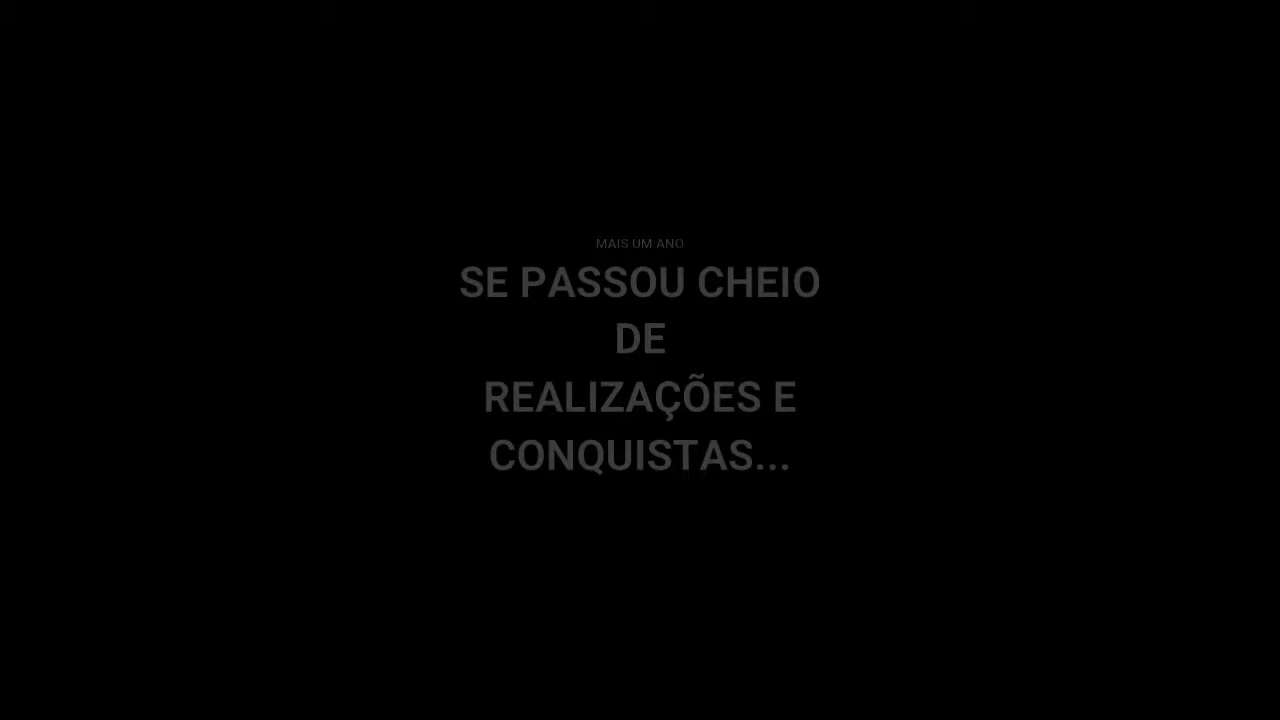 MAIS UM ANO
SE PASSOU CHEIO
DE
REALIZAÇÕES E
CONQUISTAS...